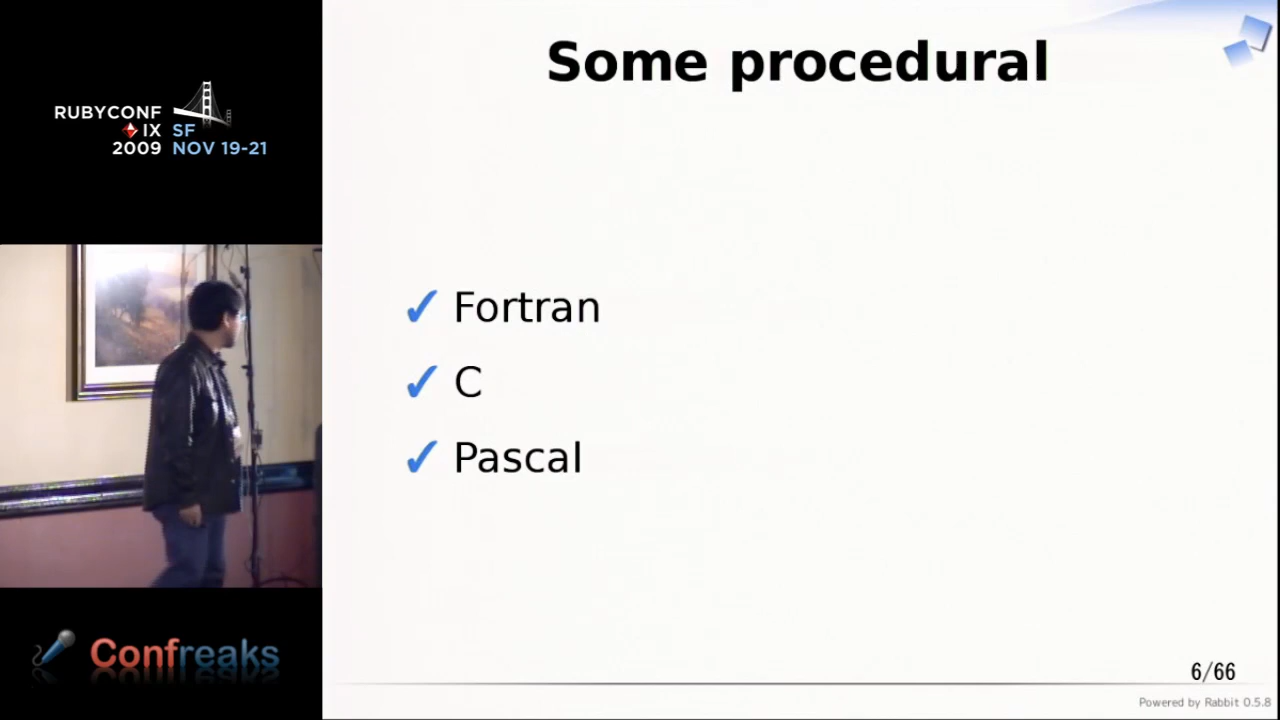 Some procedural
RUBYCONF
IX SF
2009 NOV 19-21
✓ Fortran
✓ C
✓ Pascal
Confreaks
6/66
Powered by Rabbit 0.5.8